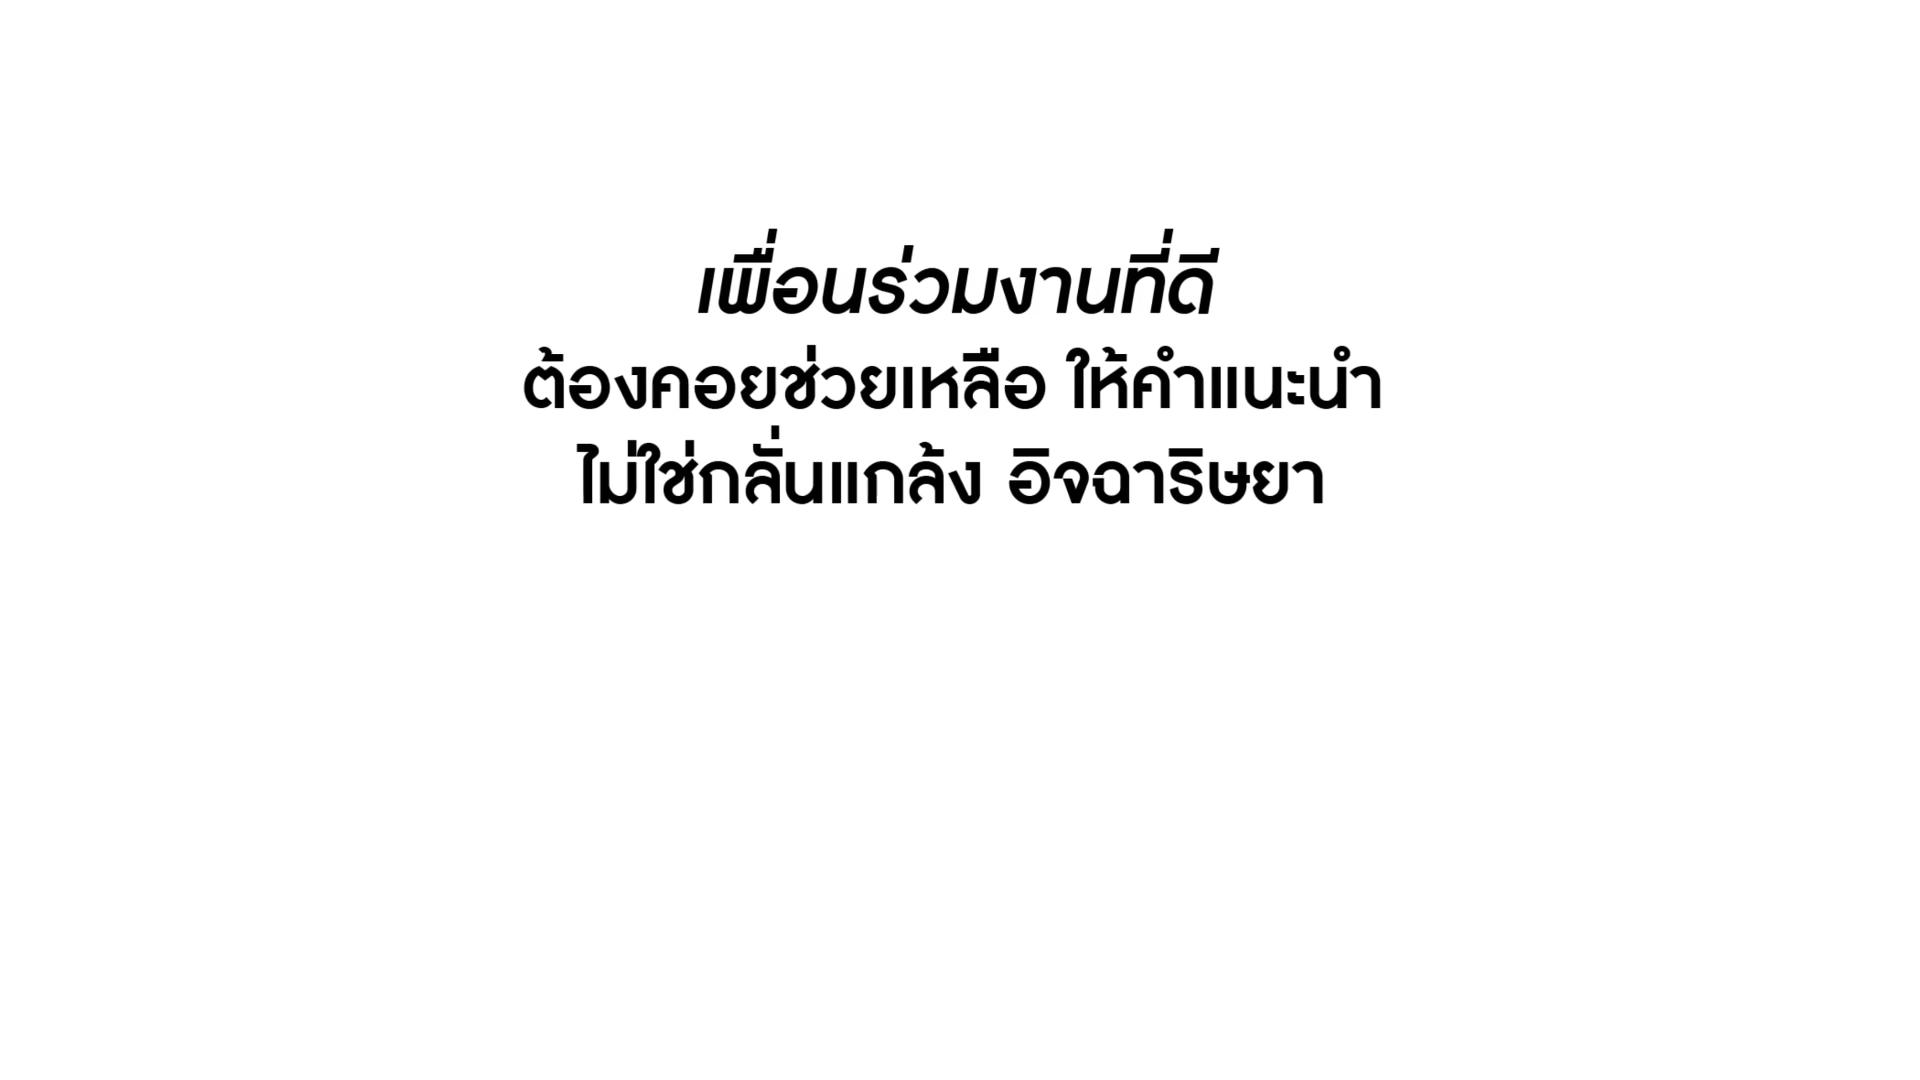 เพื่อนร่วมงานที่ดี
ต้องคอยช่วยเหลือ ให้คำแนะนำ
ไม่ใช่กลั่นแกล้ง อิจฉาริษยา